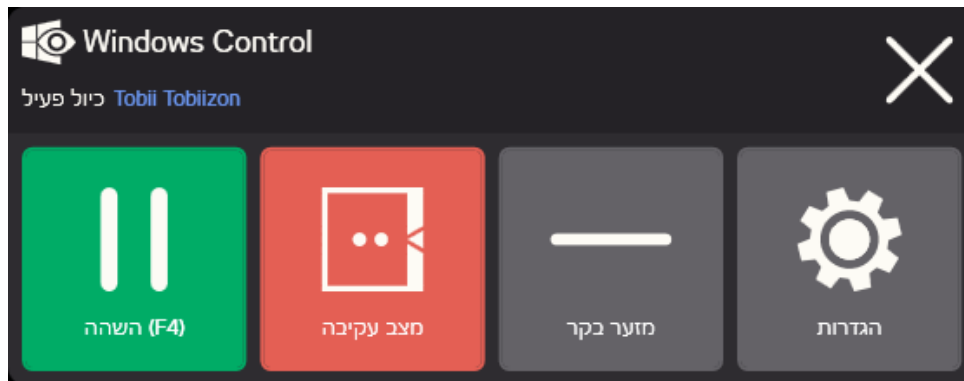 Windows Control
כיול פעיל Tobii Tobiizon
השהה (F4)
מצב עקיבה
מזער בקר
הגדרות